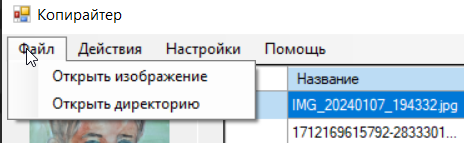 Копирайтер
Файл Действия Настройки Помощь
Открыть изображение
Открыть директорию
Название
IMG_20240107_194332.jpg
1712169615792-2833301...